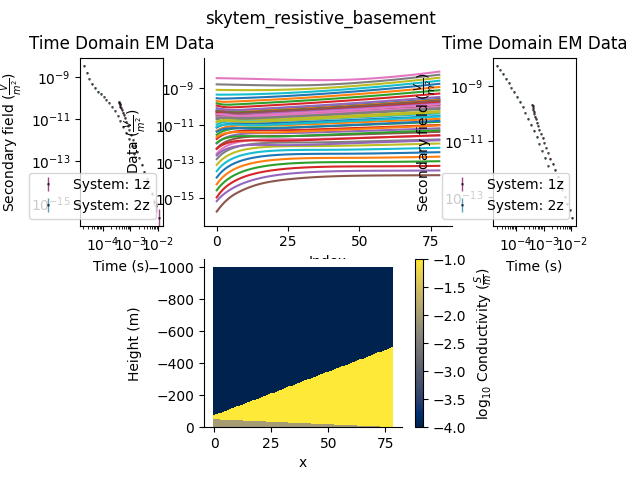 skytem_resistive_basement
Time Domain EM Data
Time Domain EM Data
Secondary field (V/m²)
10⁻⁹
10⁻¹¹
10⁻¹³
10⁻¹⁵
System: 1z
System: 2z
10⁻⁴ 10⁻³ 10⁻²
Time (s)
Data (V/m²)
10⁻⁹
10⁻¹¹
10⁻¹³
10⁻¹⁵
0 25 50 75
Index
Secondary field (V/m²)
10⁻⁹
10⁻¹¹
10⁻¹³
System: 1z
System: 2z
10⁻⁴ 10⁻³ 10⁻²
Time (s)
Height (m)
−1000
−800
−600
−400
−200
0
0 25 50 75
x
−1.0
−1.5
−2.0
−2.5
−3.0
−3.5
−4.0
log₁₀ Conductivity (S/m)